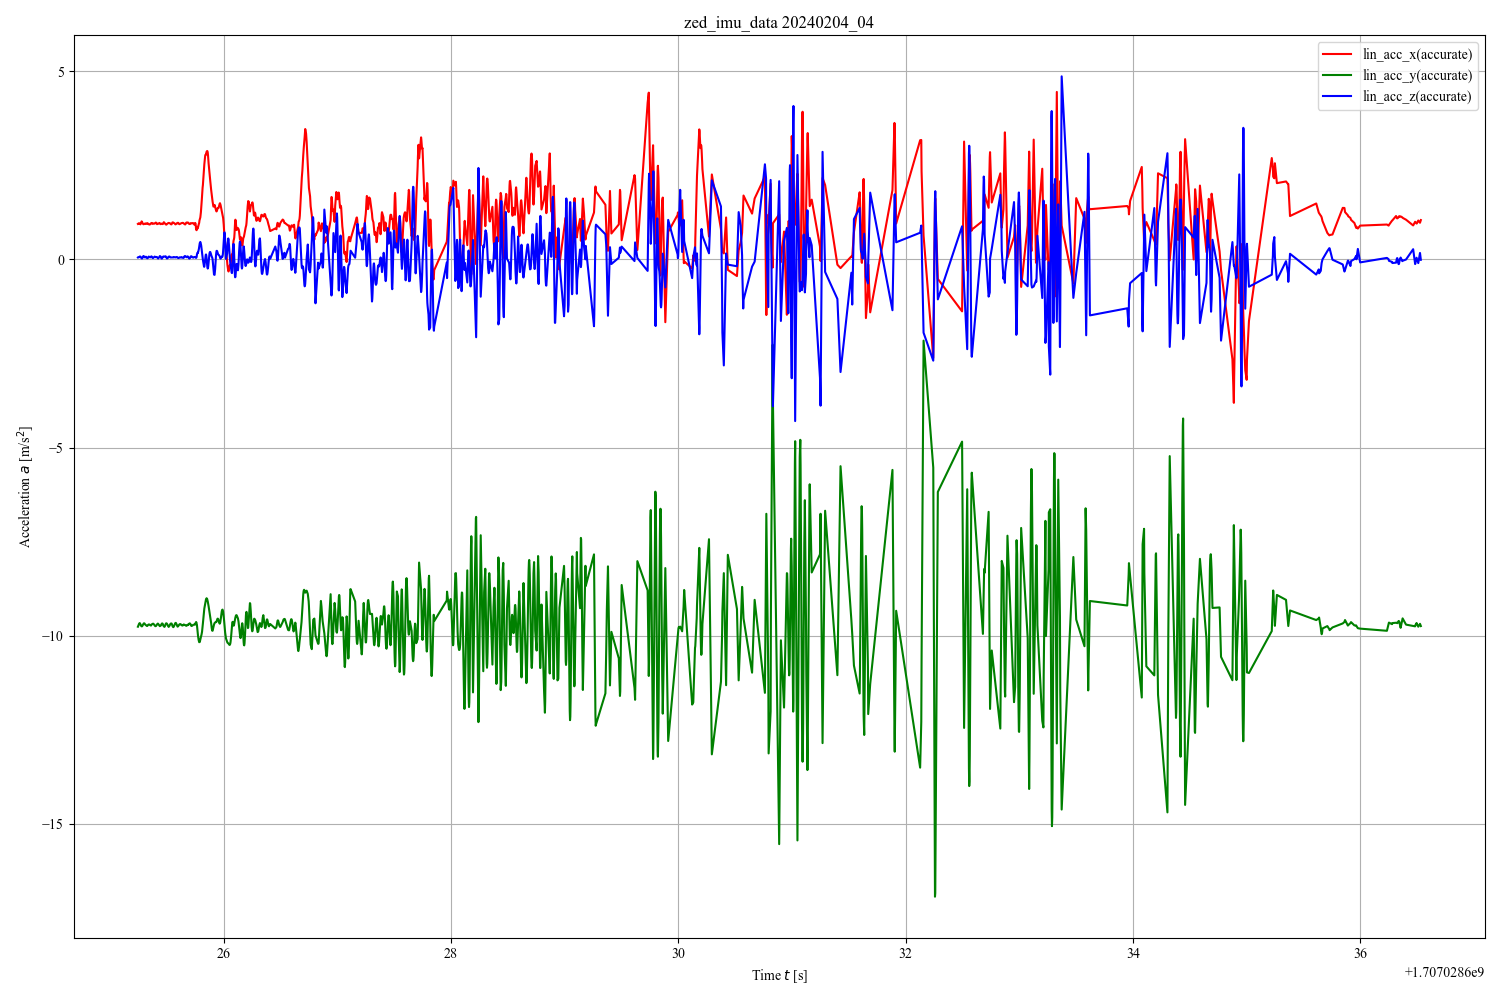 zed_imu_data 20240204_04
lin_acc_x(accurate)
lin_acc_y(accurate)
lin_acc_z(accurate)
5
0
−5
−10
−15
Acceleration a [m/s²]
26 28 30 32 34 36
Time t [s]
+1.7070286e9